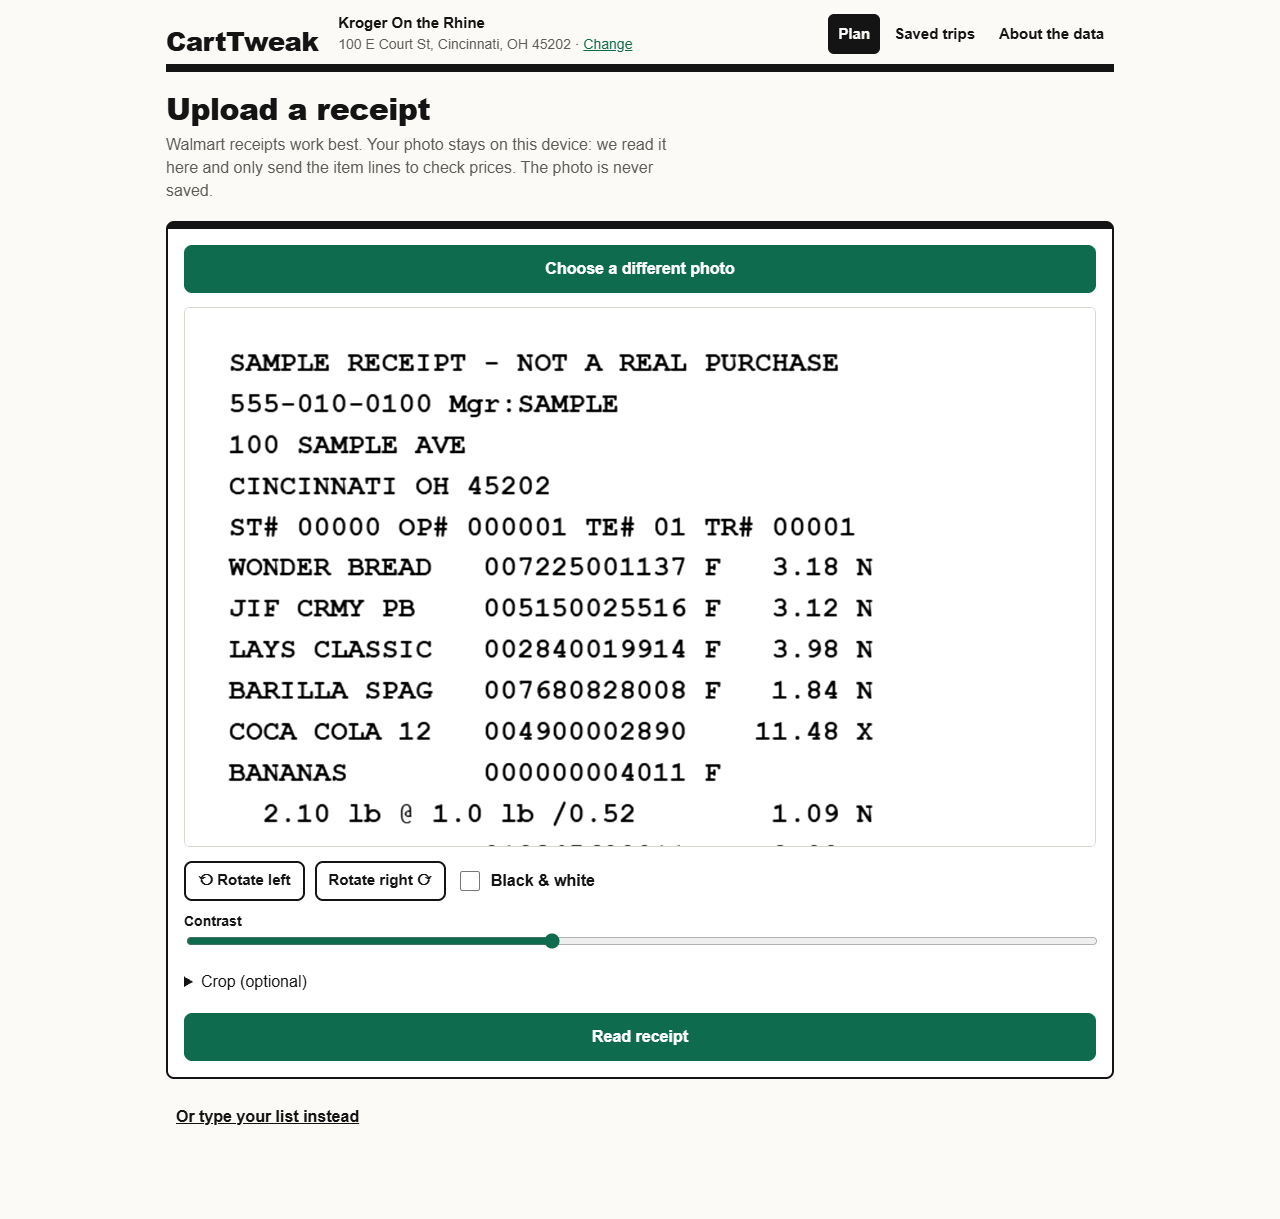 CartTweak
Kroger On the Rhine
100 E Court St, Cincinnati, OH 45202 · Change
Plan
Saved trips
About the data
Upload a receipt
Walmart receipts work best. Your photo stays on this device: we read it
here and only send the item lines to check prices. The photo is never
saved.
Choose a different photo
SAMPLE RECEIPT - NOT A REAL PURCHASE
555-010-0100 Mgr:SAMPLE
100 SAMPLE AVE
CINCINNATI OH 45202
ST# 00000 OP# 000001 TE# 01 TR# 00001
WONDER BREAD 007225001137 F 3.18 N
JIF CRMY PB 005150025516 F 3.12 N
LAYS CLASSIC 002840019914 F 3.98 N
BARILLA SPAG 007680828008 F 1.84 N
COCA COLA 12 004900002890 11.48 X
BANANAS 000000004011 F
2.10 lb @ 1.0 lb /0.52 1.09 N
⟲ Rotate left
Rotate right ⟳
Black & white
Contrast
Crop (optional)
Read receipt
Or type your list instead